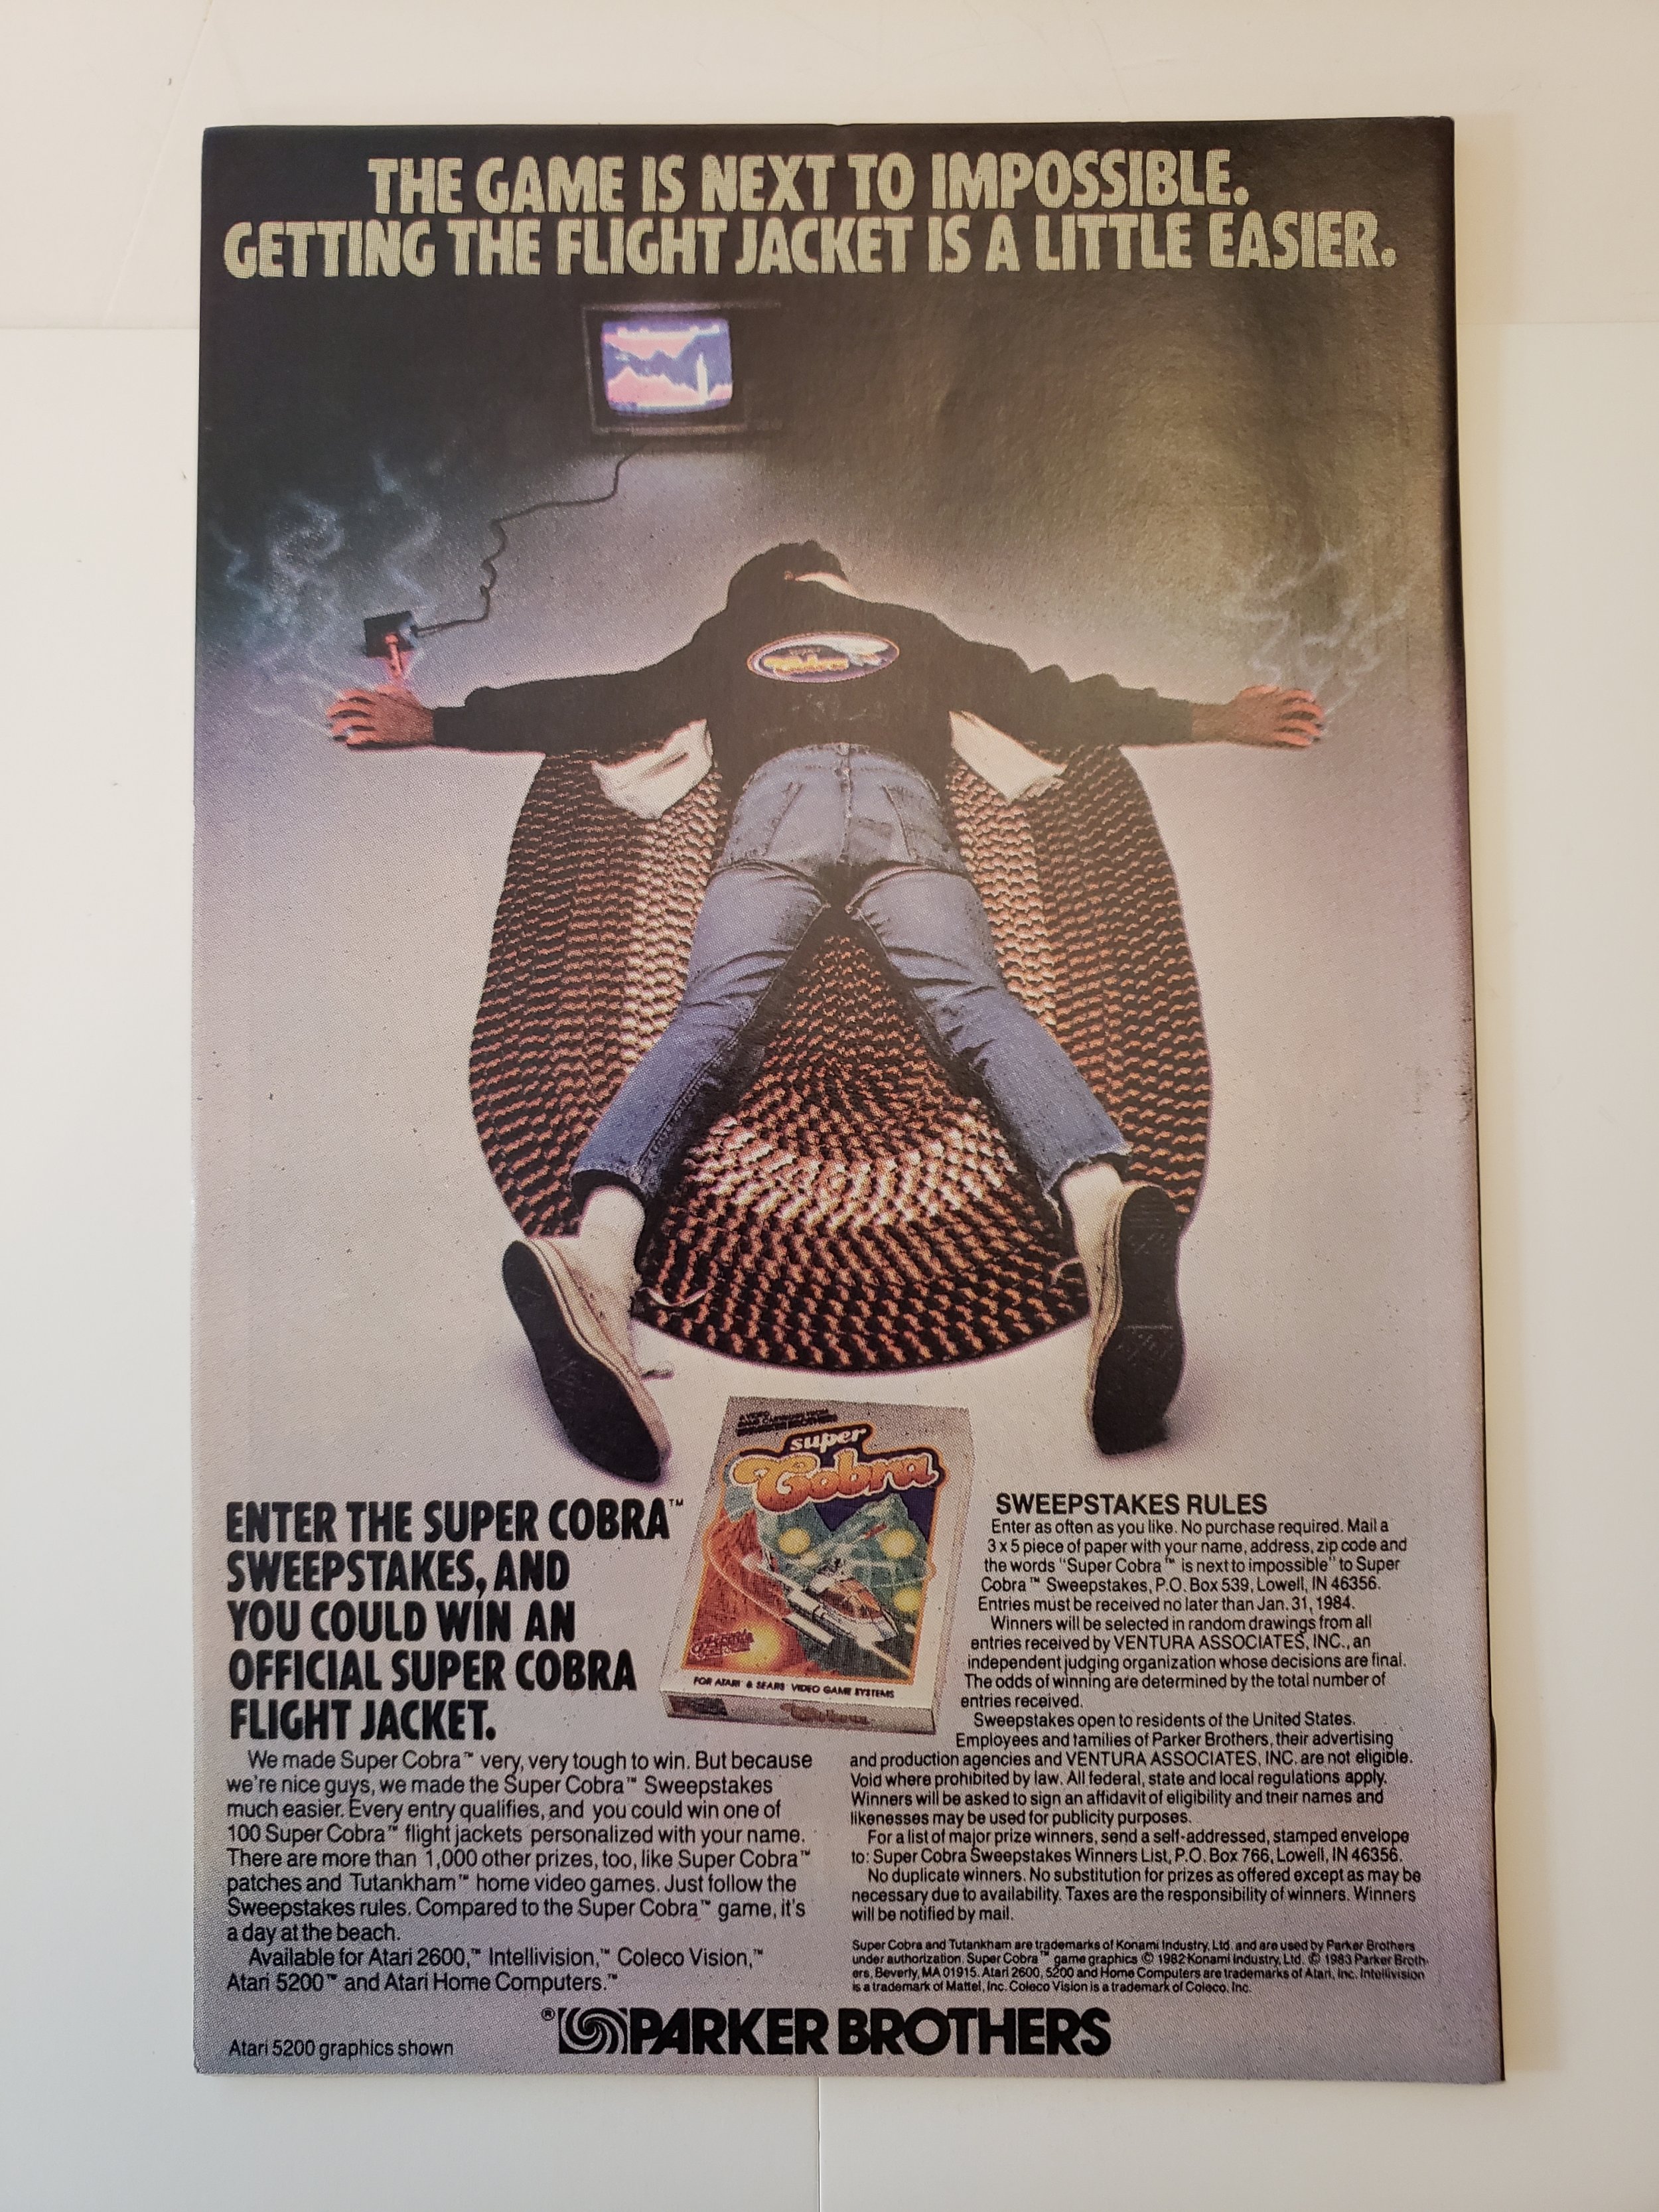 THE GAME IS NEXT TO IMPOSSIBLE.
GETTING THE FLIGHT JACKET IS A LITTLE EASIER.
A VIDEO
GAME CARTRIDGE FROM
PARKER BROTHERS
super
Cobra
FOR ATARI & SEARS VIDEO GAME SYSTEMS
ENTER THE SUPER COBRA™
SWEEPSTAKES, AND
YOU COULD WIN AN
OFFICIAL SUPER COBRA
FLIGHT JACKET.
We made Super Cobra™ very, very tough to win. But because
we're nice guys, we made the Super Cobra™ Sweepstakes
much easier. Every entry qualifies, and you could win one of
100 Super Cobra™ flight jackets personalized with your name.
There are more than 1,000 other prizes, too, like Super Cobra™
patches and Tutankham™ home video games. Just follow the
Sweepstakes rules. Compared to the Super Cobra™ game, it's
a day at the beach.
Available for Atari 2600,™ Intellivision,™ Coleco Vision,™
Atari 5200™ and Atari Home Computers.™
SWEEPSTAKES RULES
Enter as often as you like. No purchase required. Mail a
3 x 5 piece of paper with your name, address, zip code and
the words "Super Cobra™ is next to impossible" to Super
Cobra™ Sweepstakes, P.O. Box 539, Lowell, IN 46356.
Entries must be received no later than Jan. 31, 1984.
Winners will be selected in random drawings from all
entries received by VENTURA ASSOCIATES, INC., an
independent judging organization whose decisions are final.
The odds of winning are determined by the total number of
entries received.
Sweepstakes open to residents of the United States.
Employees and families of Parker Brothers, their advertising
and production agencies and VENTURA ASSOCIATES, INC. are not eligible.
Void where prohibited by law. All federal, state and local regulations apply.
Winners will be asked to sign an affidavit of eligibility and their names and
likenesses may be used for publicity purposes.
For a list of major prize winners, send a self-addressed, stamped envelope
to: Super Cobra Sweepstakes Winners List, P.O. Box 766, Lowell, IN 46356.
No duplicate winners. No substitution for prizes as offered except as may be
necessary due to availability. Taxes are the responsibility of winners. Winners
will be notified by mail.
Super Cobra and Tutankham are trademarks of Konami Industry, Ltd. and are used by Parker Brothers
under authorization. Super Cobra™ game graphics © 1982 Konami Industry, Ltd. © 1983 Parker Broth-
ers, Beverly, MA 01915. Atari 2600, 5200 and Home Computers are trademarks of Atari, Inc. Intellivision
is a trademark of Mattel, Inc. Coleco Vision is a trademark of Coleco, Inc.
® PARKER BROTHERS
Atari 5200 graphics shown